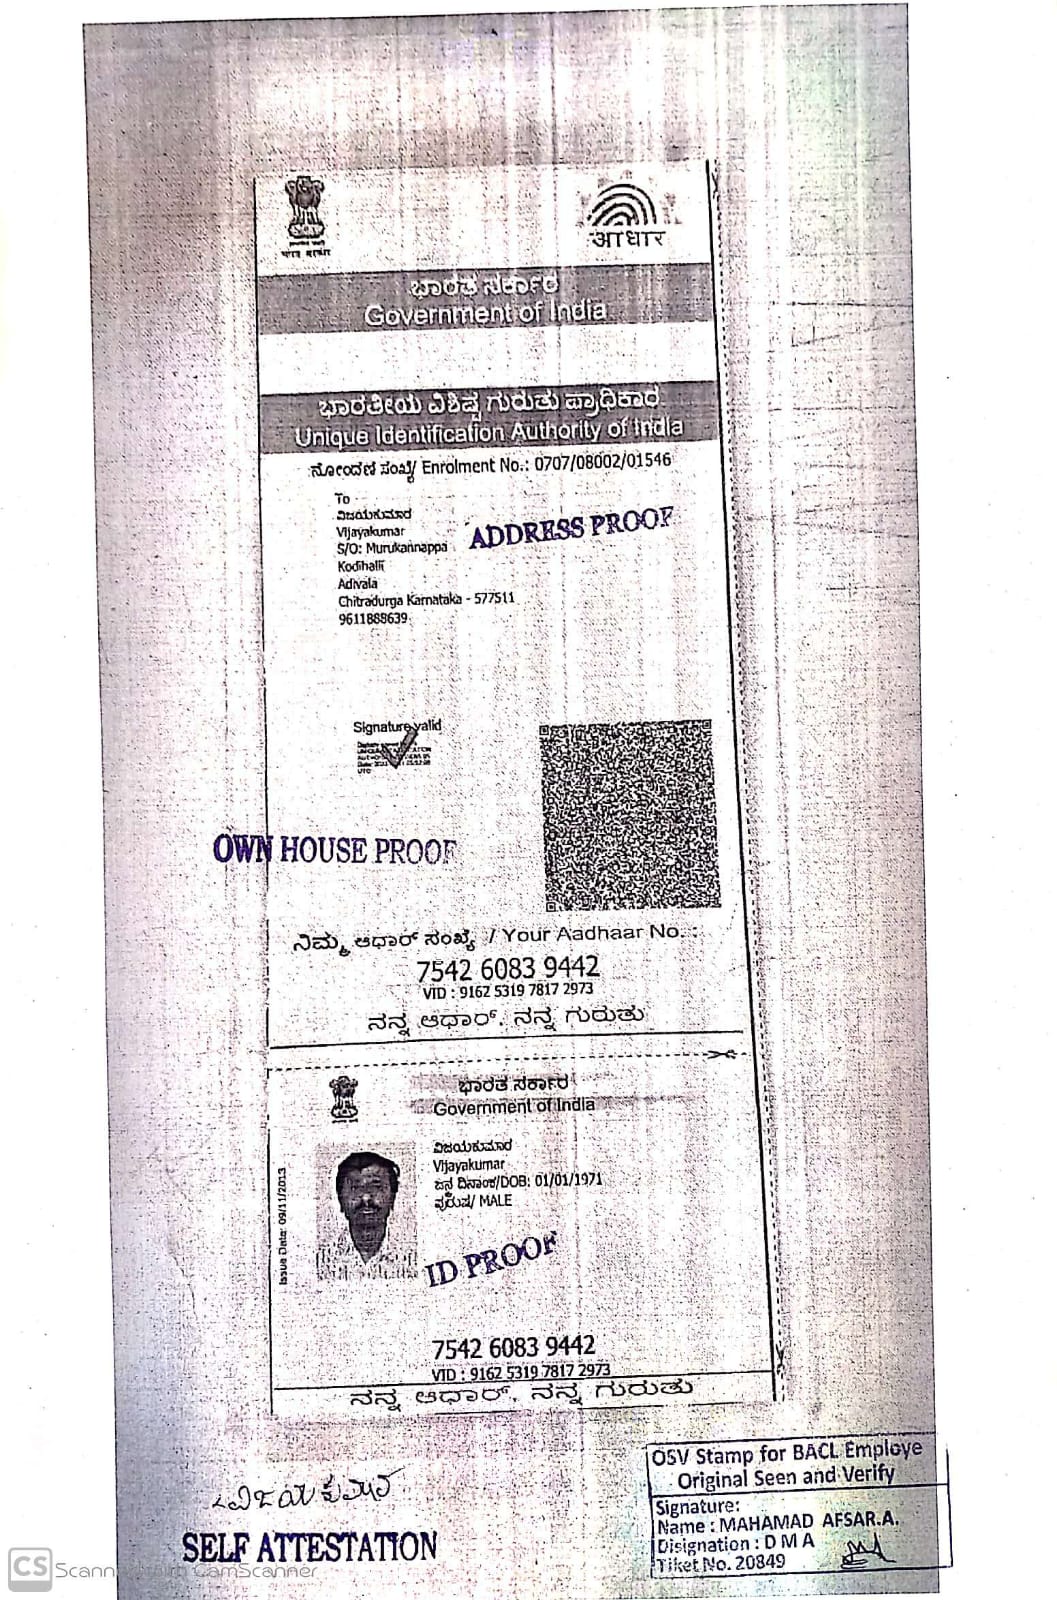 आधार
ಭಾರತ ಸರ್ಕಾರ
Government of India
ಭಾರತೀಯ ವಿಶಿಷ್ಟ ಗುರುತು ಪ್ರಾಧಿಕಾರ
Unique Identification Authority of India
ನೋಂದಣಿ ಸಂಖ್ಯೆ/ Enrolment No.: 0707/08002/01546
To
ವಿಜಯಕುಮಾರ
Vijayakumar
S/O: Murukannappa
ADDRESS PROOF
Kodihalli
Adivala
Chitradurga Karnataka - 577511
9611888639
Signature valid
OWN HOUSE PROOF
ನಿಮ್ಮ ಆಧಾರ್ ಸಂಖ್ಯೆ / Your Aadhaar No. :
7542 6083 9442
VID : 9162 5319 7817 2973
ನನ್ನ ಆಧಾರ್, ನನ್ನ ಗುರುತು
ಭಾರತ ಸರ್ಕಾರ
Government of India
Issue Date: 09/11/2013
ವಿಜಯಕುಮಾರ
Vijayakumar
ಜನ್ಮ ದಿನಾಂಕ/DOB: 01/01/1971
ಪುರುಷ/ MALE
ID PROOF
7542 6083 9442
VID : 9162 5319 7817 2973
ನನ್ನ ಆಧಾರ್, ನನ್ನ ಗುರುತು
ವಿಜಯಕುಮಾರ
SELF ATTESTATION
OSV Stamp for BACL Employe
Original Seen and Verify
Signature:
Name : MAHAMAD AFSAR.A.
Disignation : D M A
Tiket No. 20849
CS Scanned with CamScanner